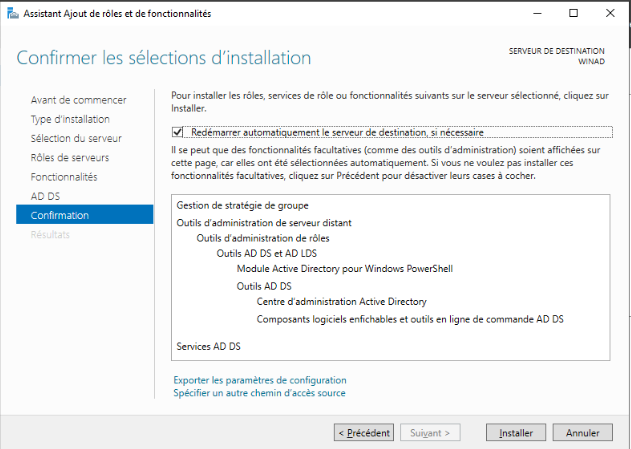 Assistant Ajout de rôles et de fonctionnalités
Confirmer les sélections d'installation
SERVEUR DE DESTINATION
WINAD
Avant de commencer
Type d'installation
Sélection du serveur
Rôles de serveurs
Fonctionnalités
AD DS
Confirmation
Résultats
Pour installer les rôles, services de rôle ou fonctionnalités suivants sur le serveur sélectionné, cliquez sur
Installer.
Redémarrer automatiquement le serveur de destination, si nécessaire
Il se peut que des fonctionnalités facultatives (comme des outils d'administration) soient affichées sur
cette page, car elles ont été sélectionnées automatiquement. Si vous ne voulez pas installer ces
fonctionnalités facultatives, cliquez sur Précédent pour désactiver leurs cases à cocher.
Gestion de stratégie de groupe
Outils d'administration de serveur distant
Outils d'administration de rôles
Outils AD DS et AD LDS
Module Active Directory pour Windows PowerShell
Outils AD DS
Centre d'administration Active Directory
Composants logiciels enfichables et outils en ligne de commande AD DS
Services AD DS
Exporter les paramètres de configuration
Spécifier un autre chemin d'accès source
< Précédent
Suivant >
Installer
Annuler